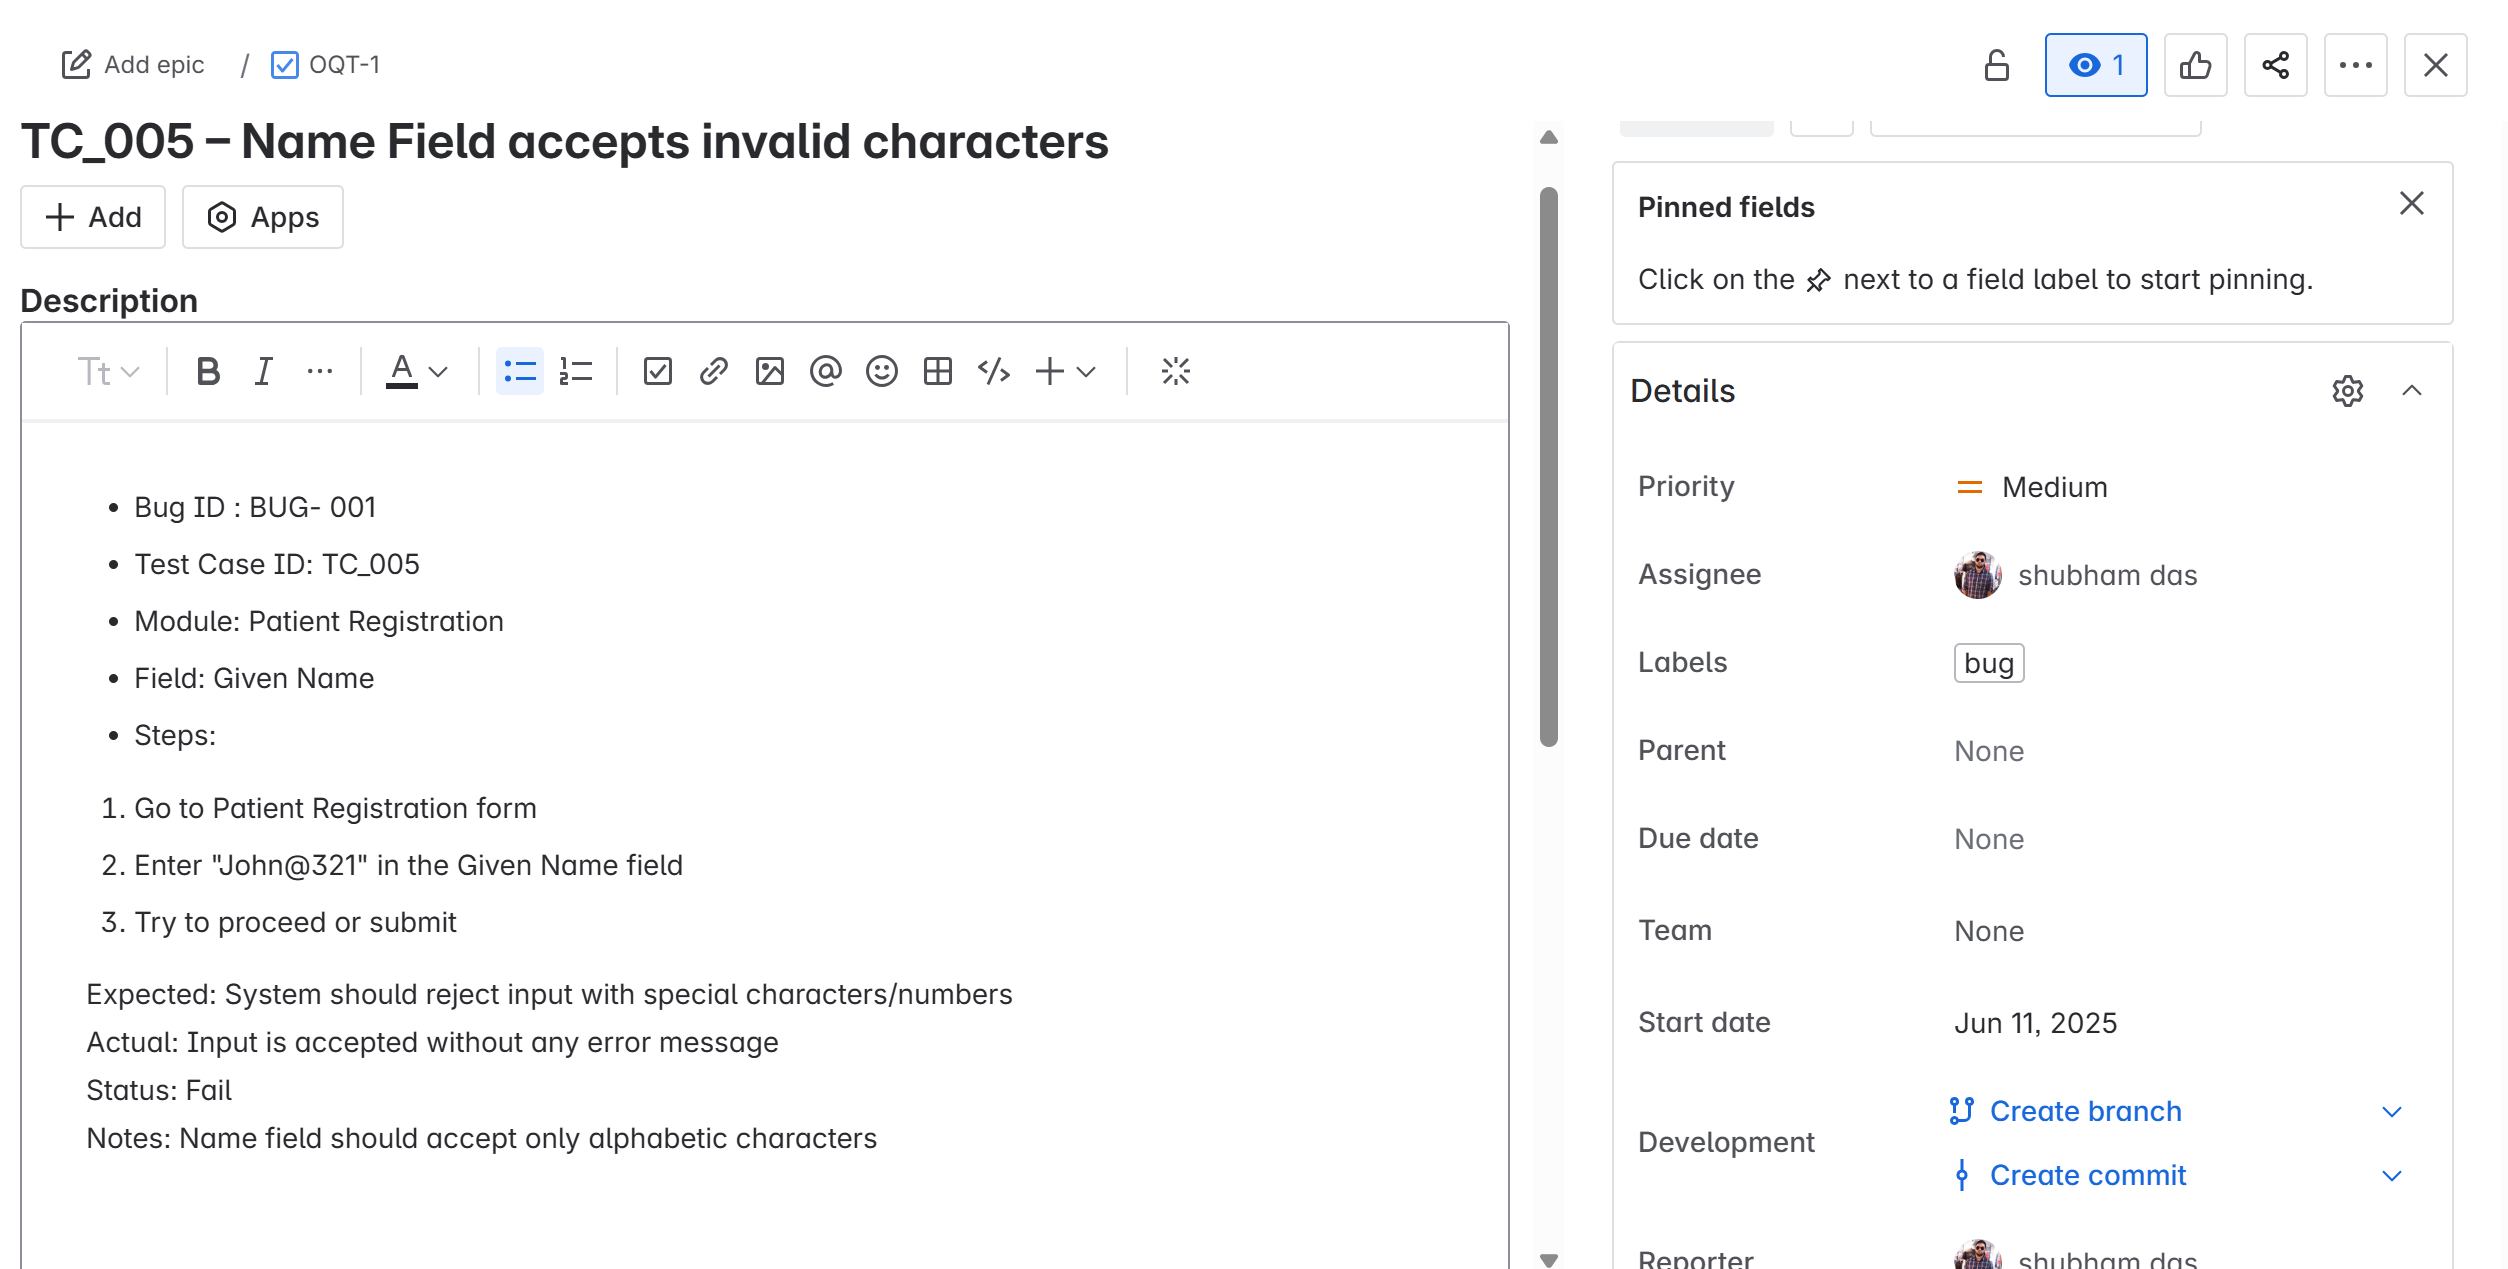 Add epic / OQT-1
1
TC_005 – Name Field accepts invalid characters
Add
Apps
Description
Tt
B
I
A
Bug ID : BUG- 001
Test Case ID: TC_005
Module: Patient Registration
Field: Given Name
Steps:
1. Go to Patient Registration form
2. Enter "John@321" in the Given Name field
3. Try to proceed or submit
Expected: System should reject input with special characters/numbers
Actual: Input is accepted without any error message
Status: Fail
Notes: Name field should accept only alphabetic characters
Pinned fields
Click on the next to a field label to start pinning.
Details
Priority Medium
Assignee shubham das
Labels bug
Parent None
Due date None
Team None
Start date Jun 11, 2025
Development
Create branch
Create commit
Reporter shubham das